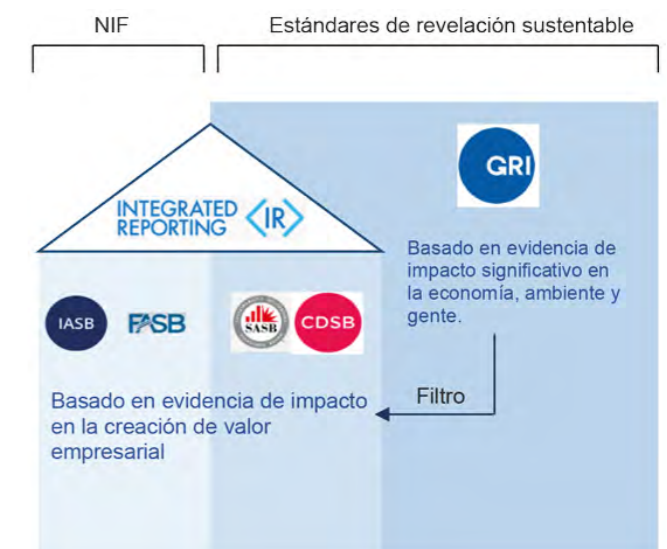 NIF
Estándares de revelación sustentable
GRI
INTEGRATED
REPORTING
<IR>
Basado en evidencia de
impacto significativo en
la economía, ambiente y
gente.
IASB
FASB
SASB
CDSB
Filtro
Basado en evidencia de impacto
en la creación de valor
empresarial